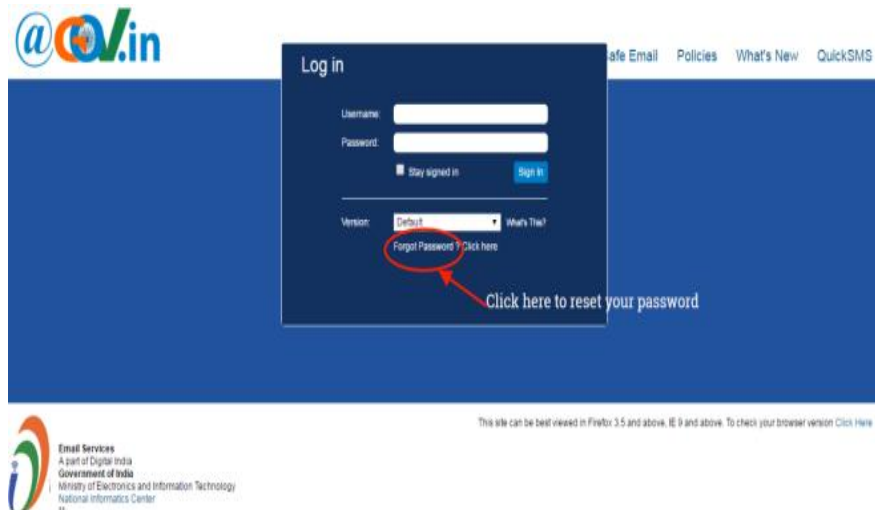 @GOV.in
Log in
afe Email Policies What's New QuickSMS
Username:
Password:
Stay signed in Sign In
Version: Default What's This?
Forgot Password ? Click here
Click here to reset your password
This site can be best viewed in Firefox 3.5 and above, IE 9 and above. To check your browser version Click Here
Email Services
A part of Digital India
Government of India
Ministry of Electronics and Information Technology
National Informatics Center